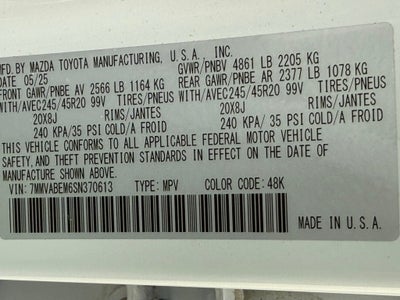 MFD.BY MAZDA TOYOTA MANUFACTURING, U.S.A., INC.
05/25 GVWR/PNBV 4861 LB 2205 KG
FRONT GAWR/PNBE AV 2566 LB 1164 KG REAR GAWR/PNBE AR 2377 LB 1078 KG
WITH/AVEC245/45R20 99V TIRES/PNEUS WITH/AVEC245/45R20 99V TIRES/PNEUS
20X8J RIMS/JANTES 20X8J RIMS/JANTES
240 KPA/35 PSI COLD/A FROID 240 KPA/35 PSI COLD/A FROID
THIS VEHICLE CONFORMS TO ALL APPLICABLE FEDERAL MOTOR VEHICLE
SAFETY,AND THEFT PREVENTION STANDARDS IN EFFECT ON THE DATE OF
MANUFACTURE SHOWN ABOVE.
VIN: 7MMVABEM6SN370613 TYPE: MPV COLOR CODE: 48K
MADE IN U.S.A.